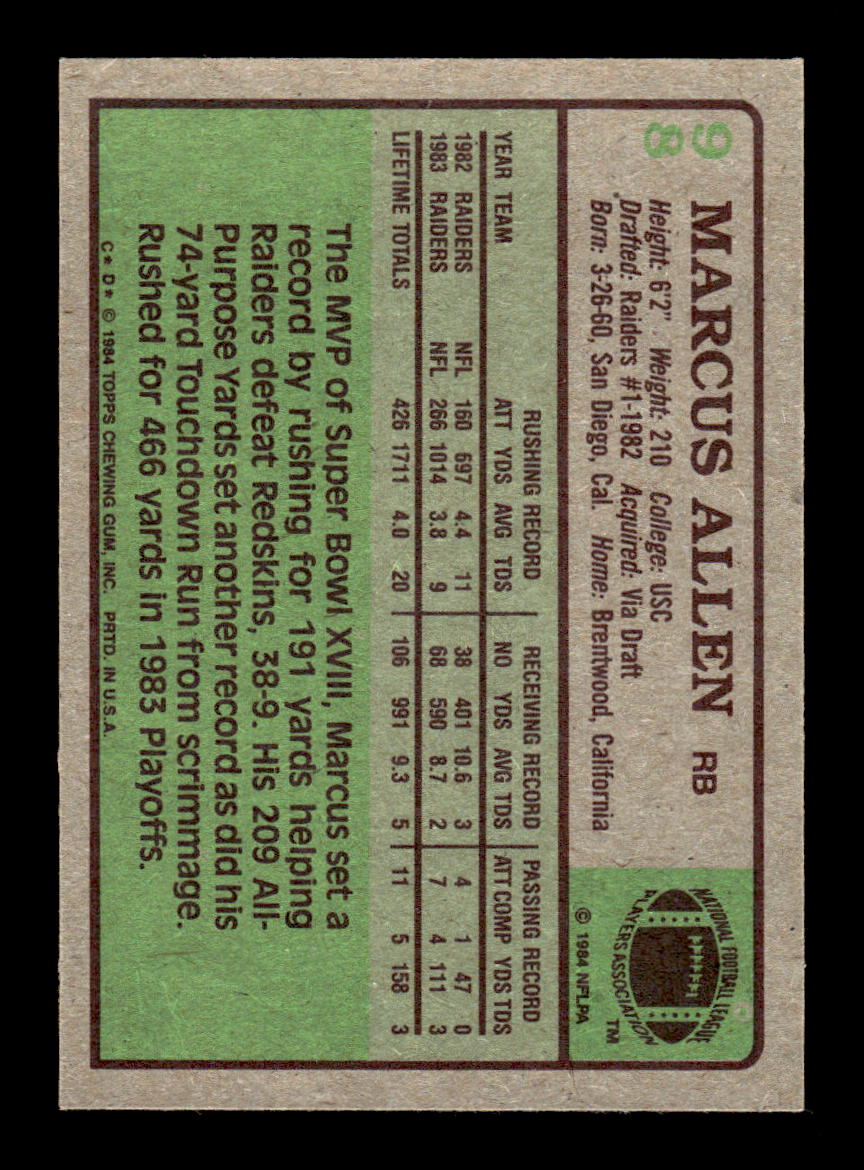 98
MARCUS ALLEN RB
Height: 6'2" Weight: 210 College: USC
Drafted: Raiders #1-1982 Acquired: Via Draft
Born: 3-26-60, San Diego, Cal. Home: Brentwood, California
NATIONAL FOOTBALL LEAGUE
PLAYERS ASSOCIATION
TM
© 1984 NFLPA
RUSHING RECORD RECEIVING RECORD PASSING RECORD
YEAR TEAM ATT YDS AVG TDS NO YDS AVG TDS ATT COMP YDS TDS
1982 RAIDERS NFL 160 697 4.4 11 38 401 10.6 3 4 1 47 0
1983 RAIDERS NFL 266 1014 3.8 9 68 590 8.7 2 7 4 111 3
LIFETIME TOTALS 426 1711 4.0 20 106 991 9.3 5 11 5 158 3
The MVP of Super Bowl XVIII, Marcus set a
record by rushing for 191 yards helping
Raiders defeat Redskins, 38-9. His 209 All-
Purpose Yards set another record as did his
74-yard Touchdown Run from scrimmage.
Rushed for 466 yards in 1983 Playoffs.
C* D* © 1984 TOPPS CHEWING GUM, INC. PRTD. IN U.S.A.